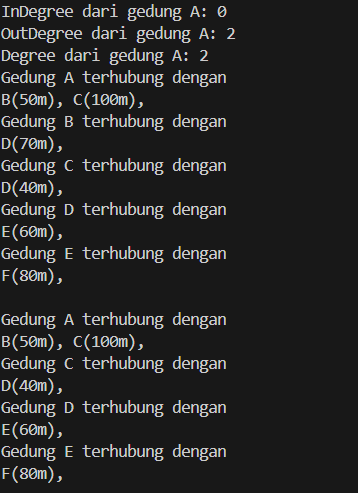 InDegree dari gedung A: 0
OutDegree dari gedung A: 2
Degree dari gedung A: 2
Gedung A terhubung dengan
B(50m), C(100m),
Gedung B terhubung dengan
D(70m),
Gedung C terhubung dengan
D(40m),
Gedung D terhubung dengan
E(60m),
Gedung E terhubung dengan
F(80m),

Gedung A terhubung dengan
B(50m), C(100m),
Gedung C terhubung dengan
D(40m),
Gedung D terhubung dengan
E(60m),
Gedung E terhubung dengan
F(80m),